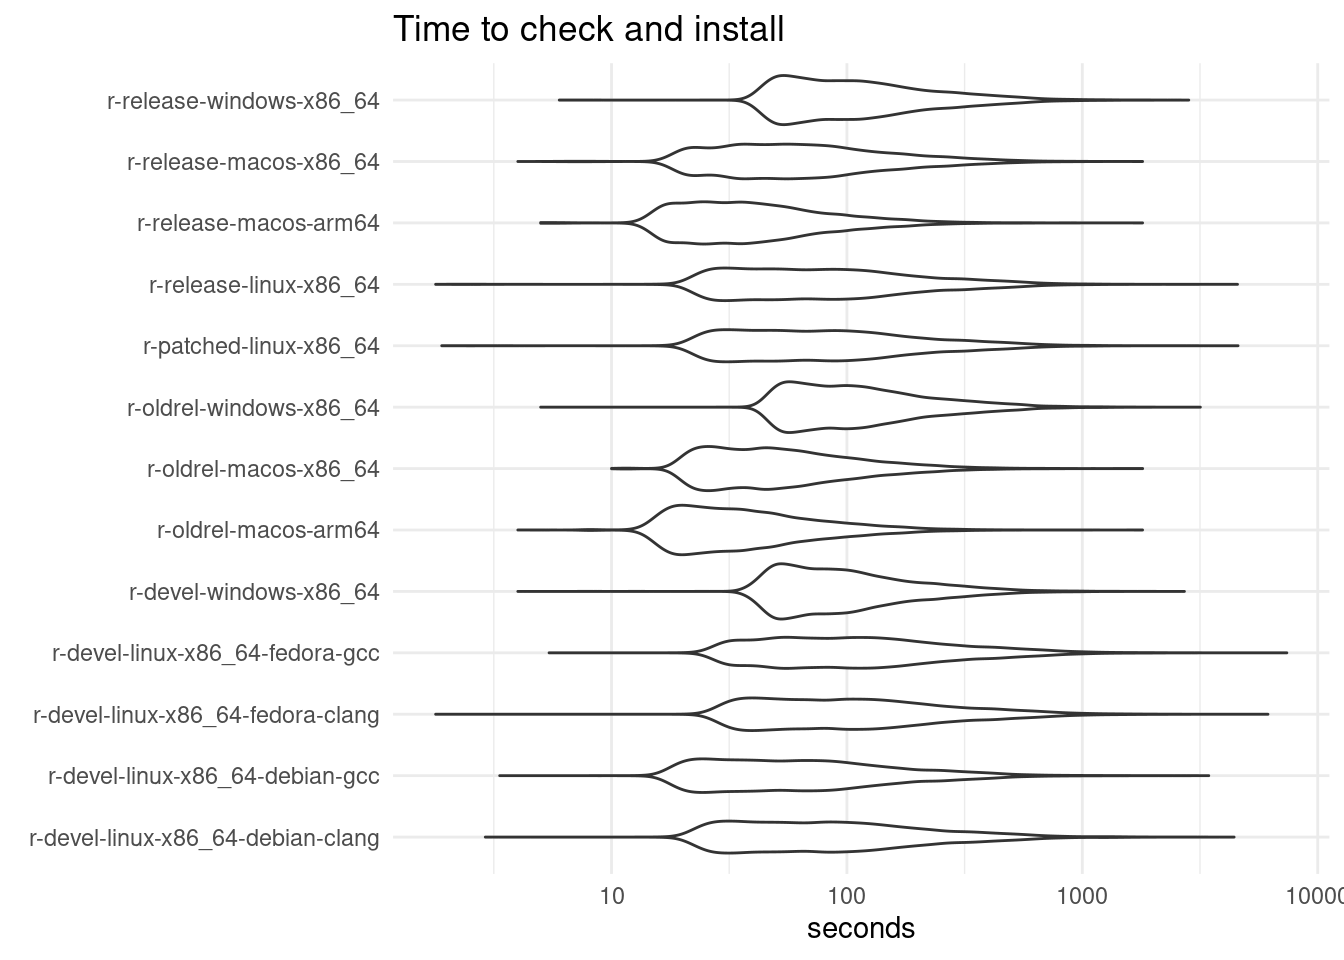 Time to check and install
r-release-windows-x86_64
r-release-macos-x86_64
r-release-macos-arm64
r-release-linux-x86_64
r-patched-linux-x86_64
r-oldrel-windows-x86_64
r-oldrel-macos-x86_64
r-oldrel-macos-arm64
r-devel-windows-x86_64
r-devel-linux-x86_64-fedora-gcc
r-devel-linux-x86_64-fedora-clang
r-devel-linux-x86_64-debian-gcc
r-devel-linux-x86_64-debian-clang
10 100 1000 10000
seconds